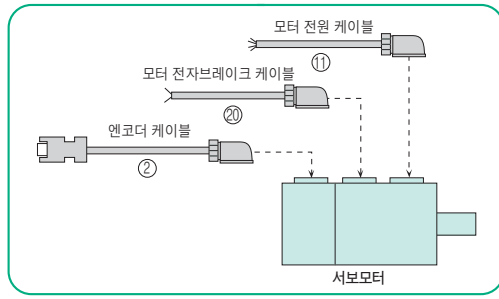 모터 전원 케이블
⑪
모터 전자브레이크 케이블
⑳
엔코더 케이블
②
서보모터